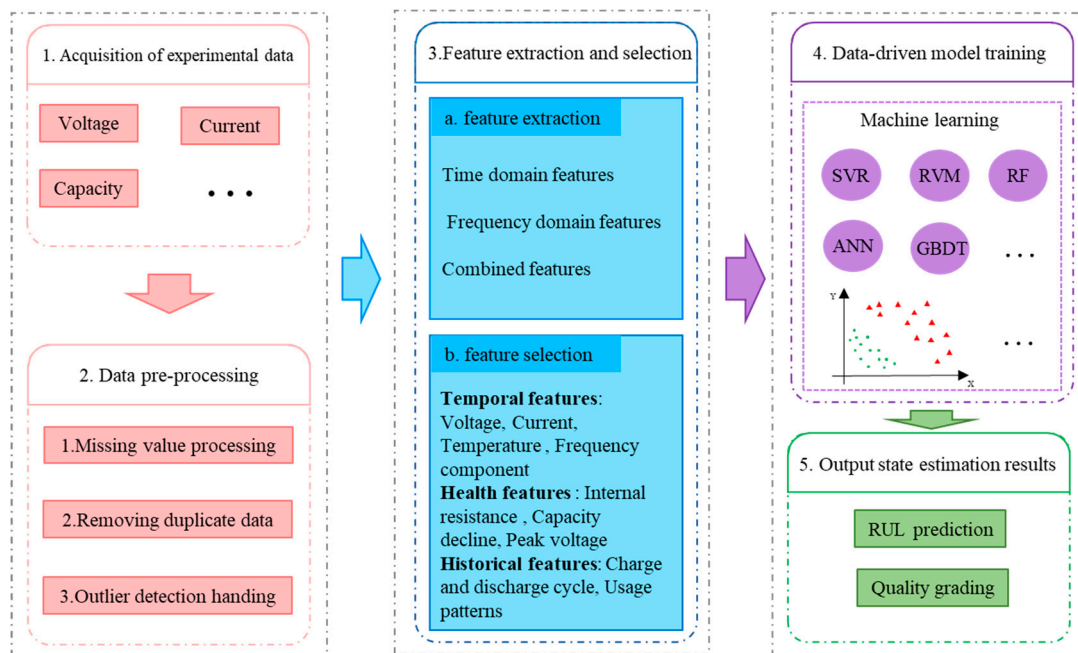 1. Acquisition of experimental data
Voltage
Current
Capacity
...
2. Data pre-processing
1.Missing value processing
2.Removing duplicate data
3.Outlier detection handing
3.Feature extraction and selection
a. feature extraction
Time domain features
Frequency domain features
Combined features
b. feature selection
Temporal features:
Voltage, Current,
Temperature , Frequency
component
Health features : Internal
resistance , Capacity
decline, Peak voltage
Historical features: Charge
and discharge cycle, Usage
patterns
4. Data-driven model training
Machine learning
SVR
RVM
RF
ANN
GBDT
...
Y
X
...
5. Output state estimation results
RUL prediction
Quality grading